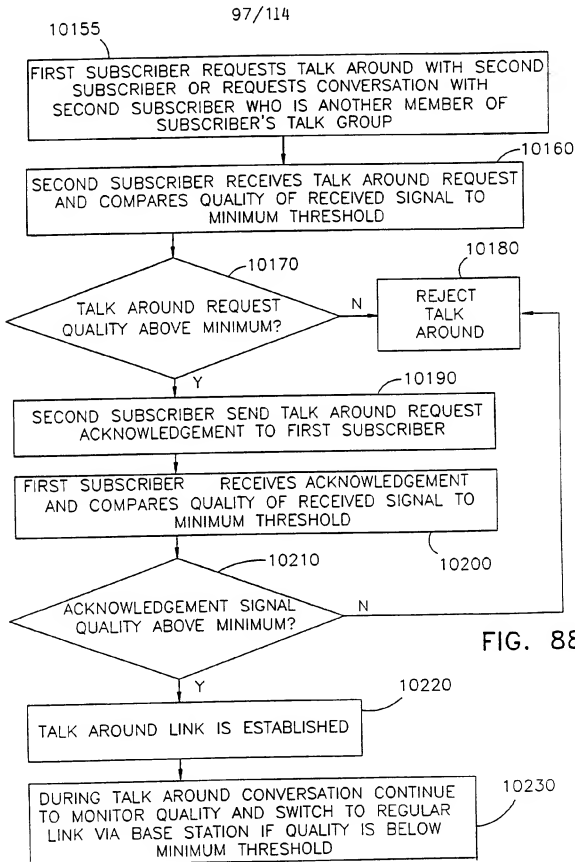 97/114
10155
FIRST SUBSCRIBER REQUESTS TALK AROUND WITH SECOND
SUBSCRIBER OR REQUESTS CONVERSATION WITH
SECOND SUBSCRIBER WHO IS ANOTHER MEMBER OF
SUBSCRIBER'S TALK GROUP
10160
SECOND SUBSCRIBER RECEIVES TALK AROUND REQUEST
AND COMPARES QUALITY OF RECEIVED SIGNAL TO
MINIMUM THRESHOLD
10170
TALK AROUND REQUEST
QUALITY ABOVE MINIMUM?
N
10180
REJECT
TALK
AROUND
Y
10190
SECOND SUBSCRIBER SEND TALK AROUND REQUEST
ACKNOWLEDGEMENT TO FIRST SUBSCRIBER
FIRST SUBSCRIBER RECEIVES ACKNOWLEDGEMENT
AND COMPARES QUALITY OF RECEIVED SIGNAL TO
MINIMUM THRESHOLD
10200
10210
ACKNOWLEDGEMENT SIGNAL
QUALITY ABOVE MINIMUM?
N
FIG. 88
Y
10220
TALK AROUND LINK IS ESTABLISHED
10230
DURING TALK AROUND CONVERSATION CONTINUE
TO MONITOR QUALITY AND SWITCH TO REGULAR
LINK VIA BASE STATION IF QUALITY IS BELOW
MINIMUM THRESHOLD